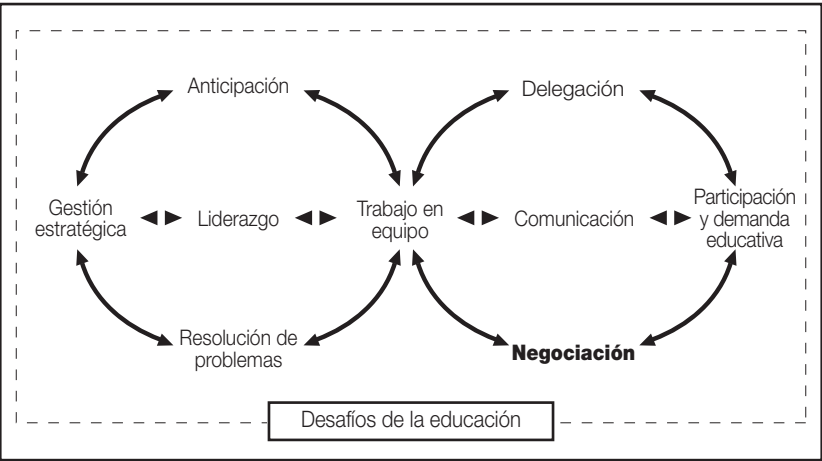 Anticipación
Delegación
Gestión
estratégica
Liderazgo
Trabajo en
equipo
Comunicación
Participación
y demanda
educativa
Resolución de
problemas
Negociación
Desafíos de la educación